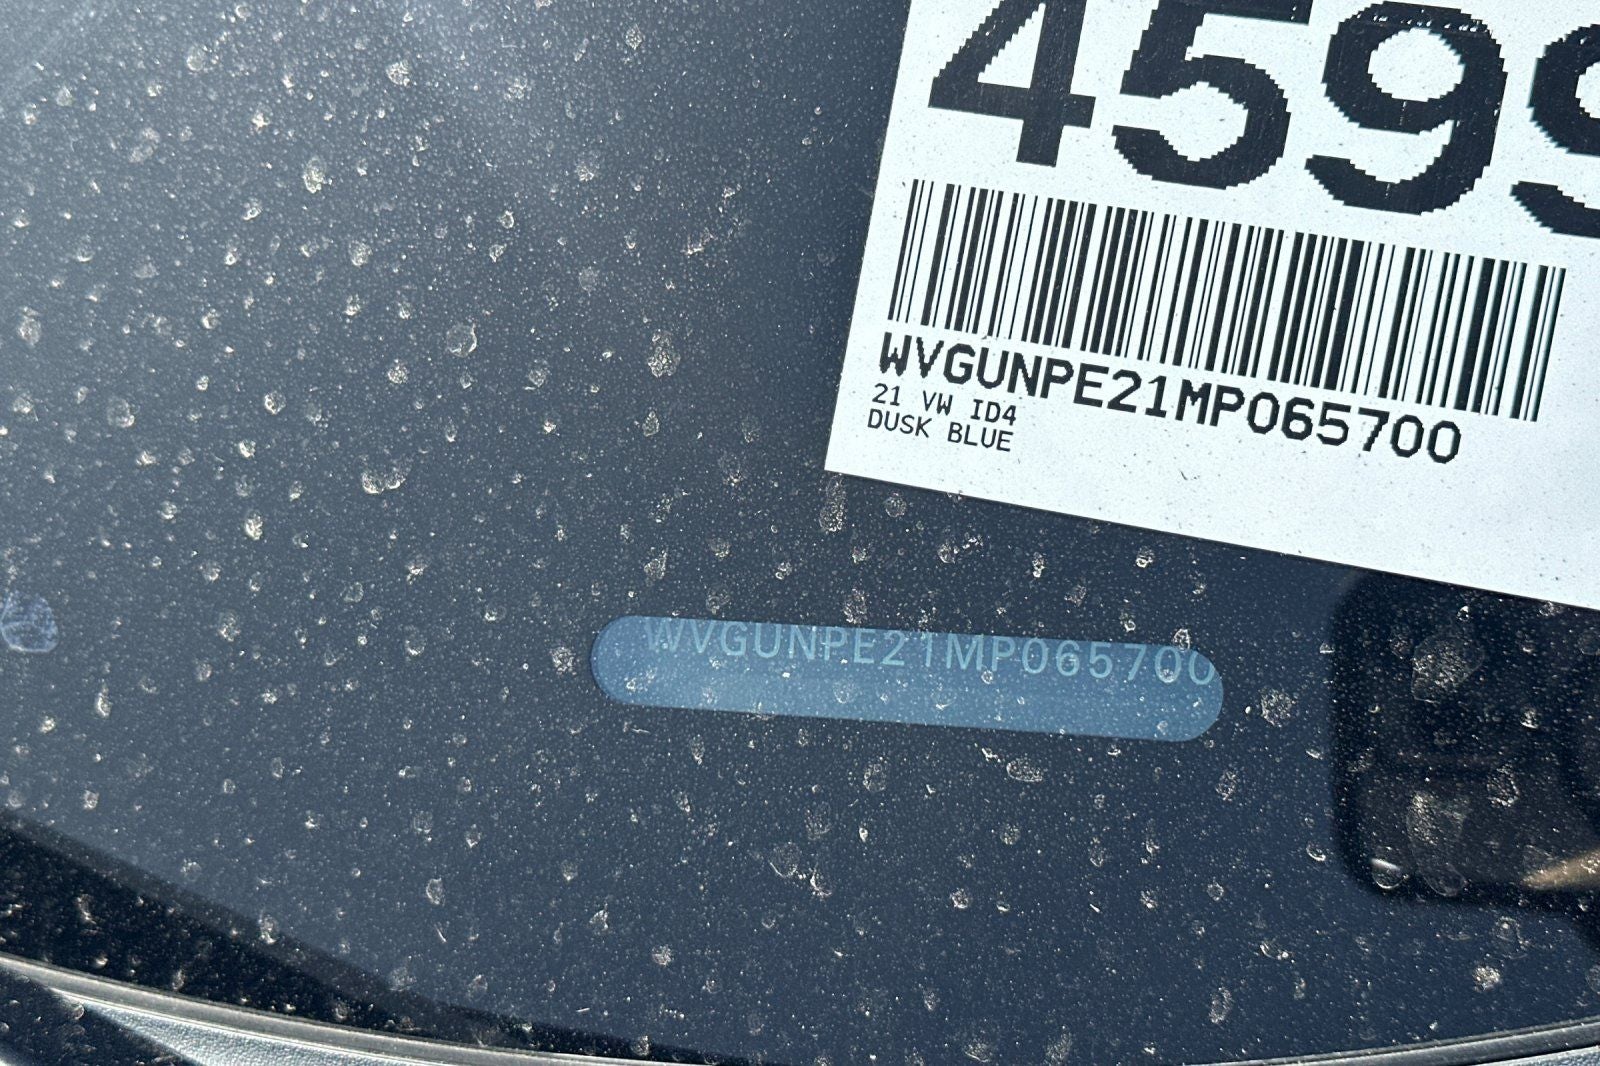 4599
WVGUNPE21MP065700
21 VW ID4
DUSK BLUE
WVGUNPE21MP065700